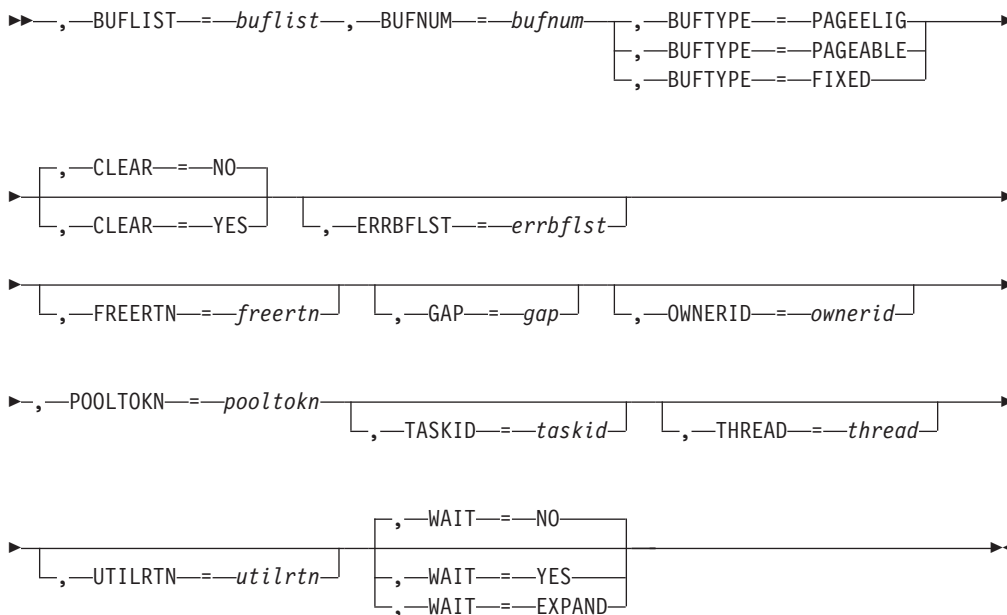 , BUFLIST = buflist , BUFNUM = bufnum , BUFTYPE = PAGEELIG
, BUFTYPE = PAGEABLE
, BUFTYPE = FIXED
, CLEAR = NO
, CLEAR = YES , ERRBFLST = errbflst
, FREERTN = freertn , GAP = gap , OWNERID = ownerid
, POOLTOKN = pooltokn
, TASKID = taskid , THREAD = thread
, WAIT = NO
, UTILRTN = utilrtn , WAIT = YES
, WAIT = EXPAND